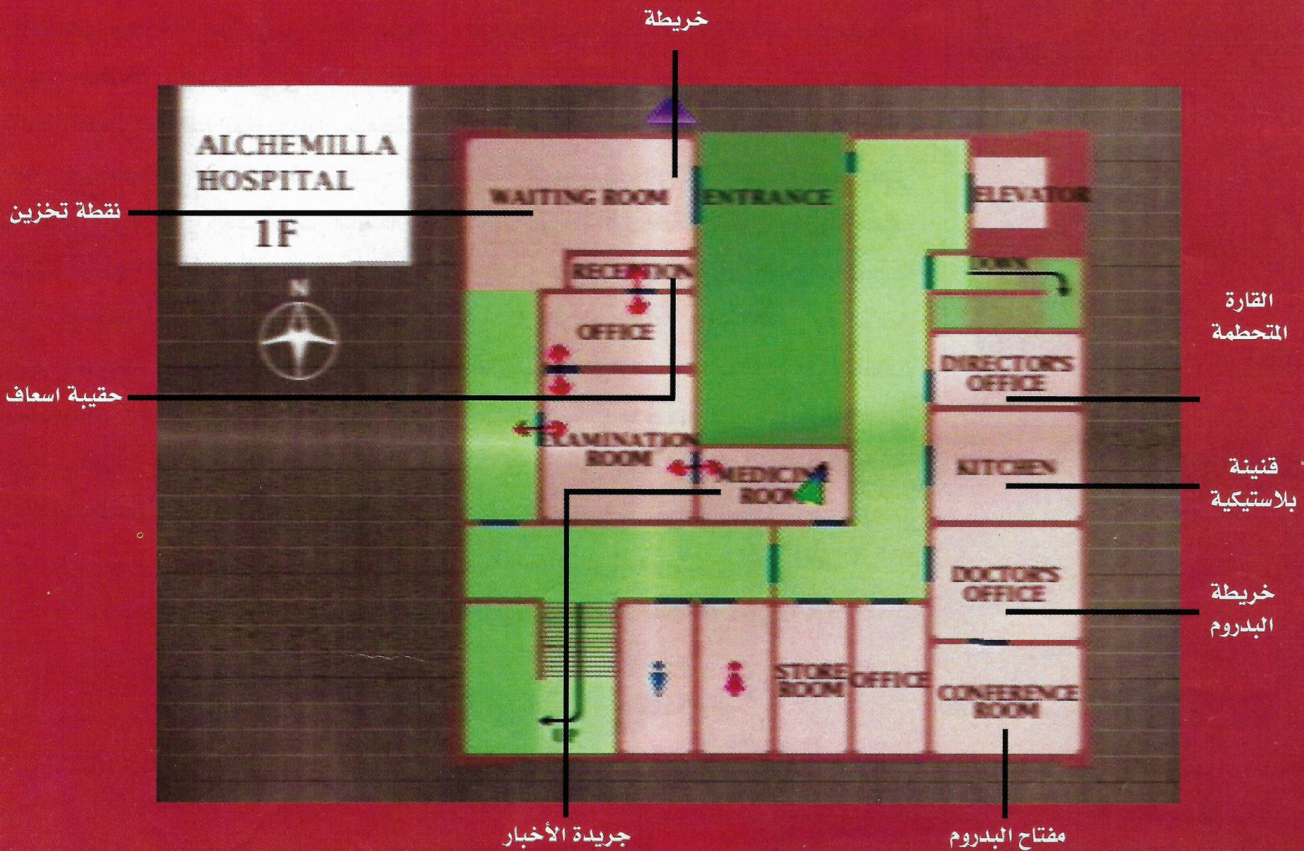 خريطة
ALCHEMILLA
HOSPITAL
1F
N
نقطة تخزين
WAITING ROOM
ENTRANCE
ELEVATOR
RECEPTION
DOWN
القارة
المتحطمة
OFFICE
DIRECTOR'S
OFFICE
حقيبة اسعاف
EXAMINATION
ROOM
MEDICINE
ROOM
KITCHEN
قنينة
بلاستيكية
DOCTOR'S
OFFICE
خريطة
البدروم
STORE
ROOM
OFFICE
CONFERENCE
ROOM
UP
جريدة الأخبار
مفتاح البدروم